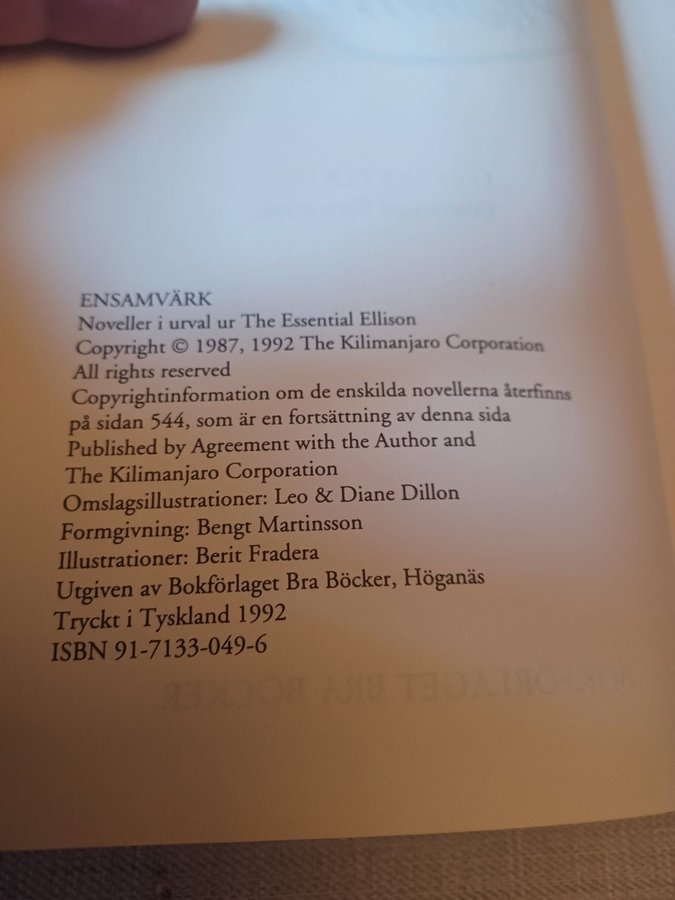 ENSAMVÄRK
Noveller i urval ur The Essential Ellison
Copyright © 1987, 1992 The Kilimanjaro Corporation
All rights reserved
Copyrightinformation om de enskilda novellerna återfinns
på sidan 544, som är en fortsättning av denna sida
Published by Agreement with the Author and
The Kilimanjaro Corporation
Omslagsillustrationer: Leo & Diane Dillon
Formgivning: Bengt Martinsson
Illustrationer: Berit Fradera
Utgiven av Bokförlaget Bra Böcker, Höganäs
Tryckt i Tyskland 1992
ISBN 91-7133-049-6
BOKFÖRLAGET BRA BÖCKER